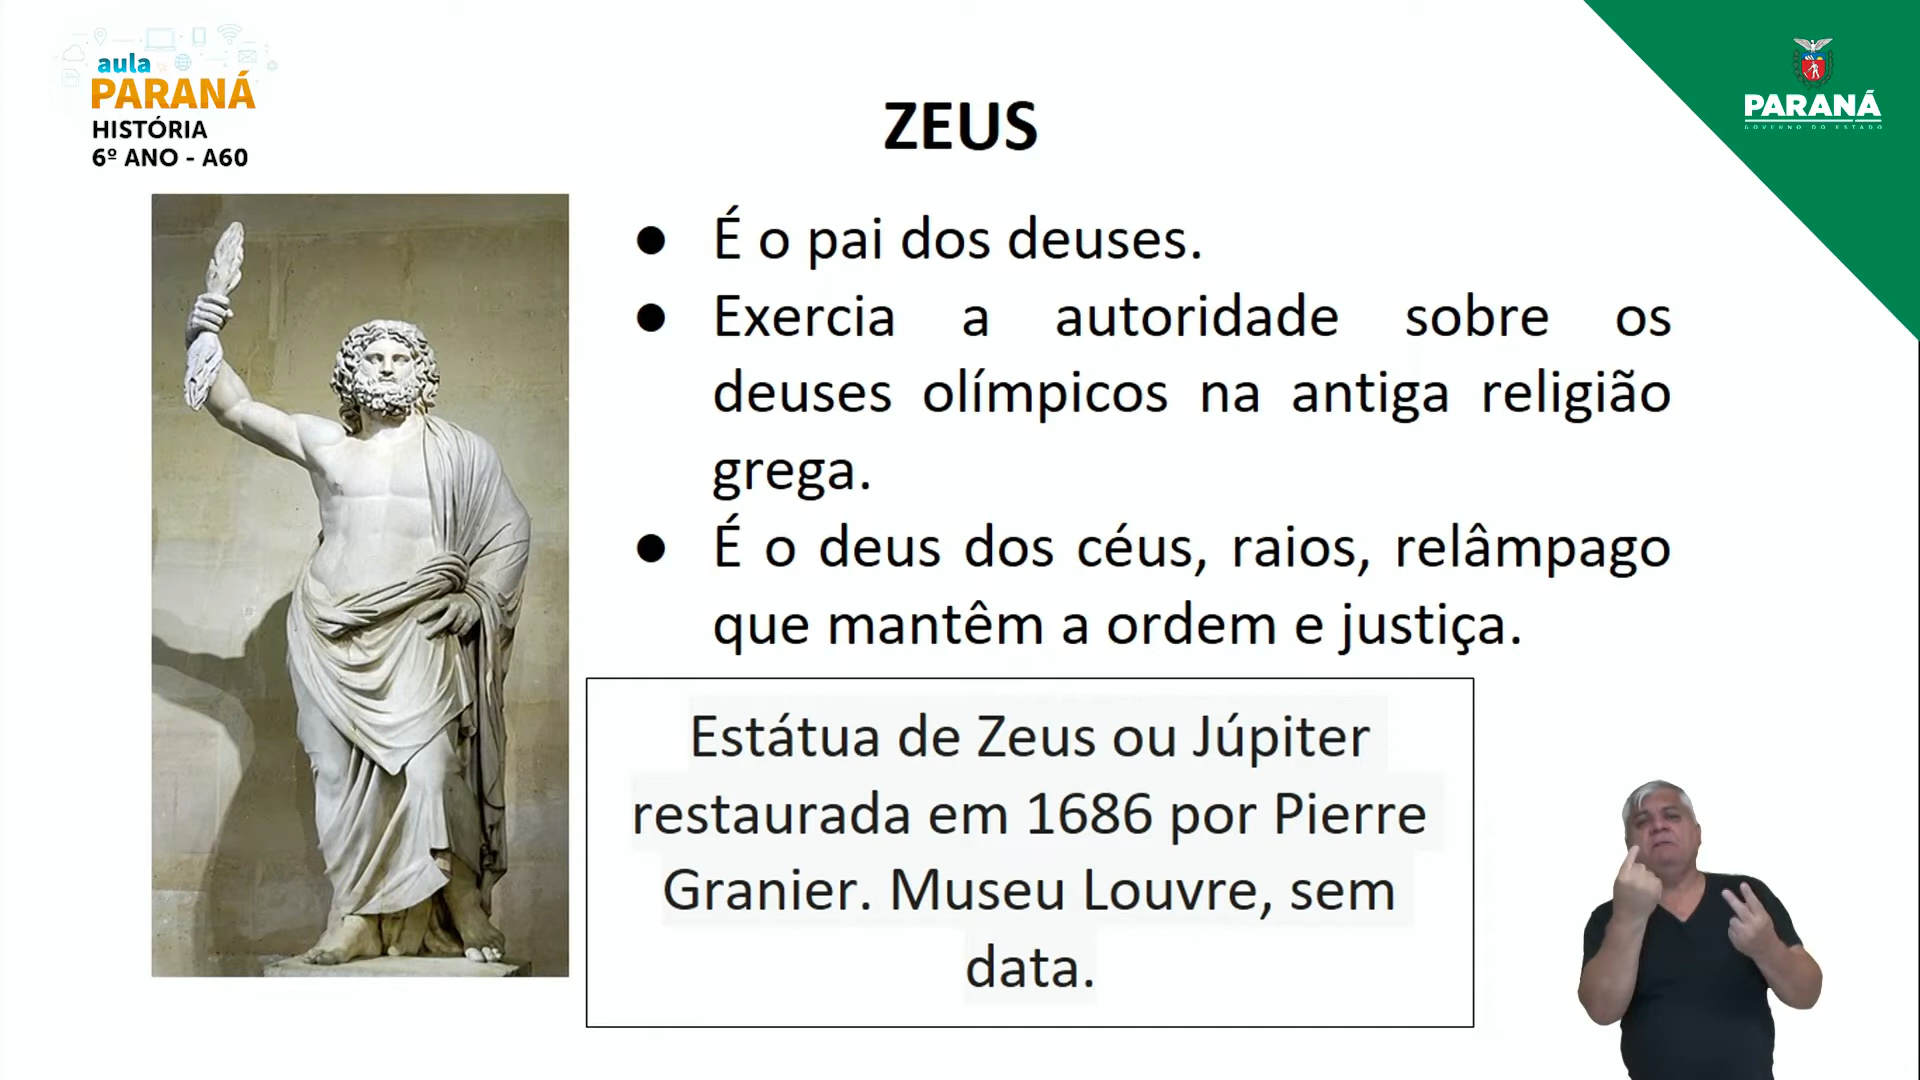 aula
PARANÁ
HISTÓRIA
6º ANO - A60
PARANÁ
GOVERNO DO ESTADO
ZEUS
● É o pai dos deuses.
● Exercia a autoridade sobre os
deuses olímpicos na antiga religião
grega.
● É o deus dos céus, raios, relâmpago
que mantêm a ordem e justiça.
Estátua de Zeus ou Júpiter
restaurada em 1686 por Pierre
Granier. Museu Louvre, sem
data.